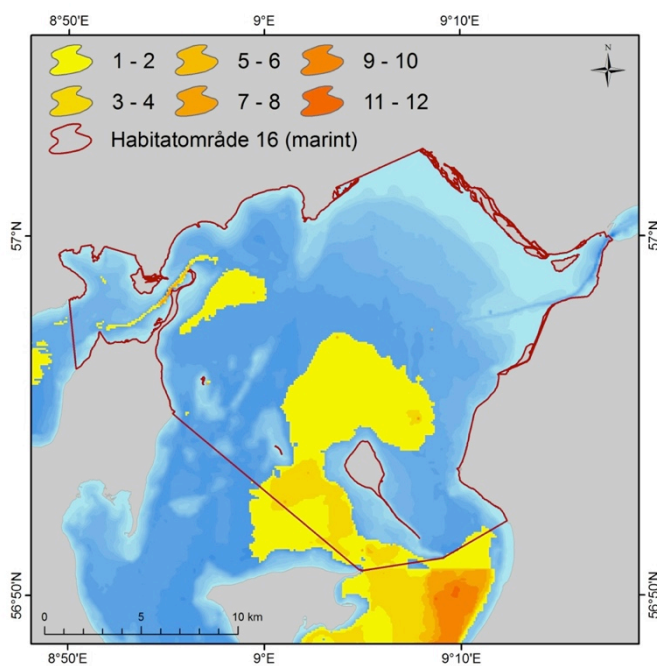 8°50'E 9°E 9°10'E
N
1 - 2 5 - 6 9 - 10
3 - 4 7 - 8 11 - 12
Habitatområde 16 (marint)
57°N 57°N
56°50'N 56°50'N
0 5 10 km
8°50'E 9°E 9°10'E